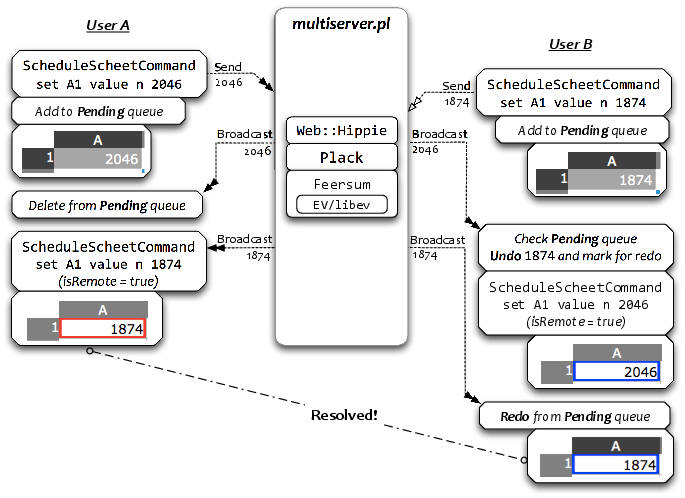 User A
ScheduleScheetCommand
set A1 value n 2046
Add to Pending queue
A
1 2046
Delete from Pending queue
ScheduleScheetCommand
set A1 value n 1874
(isRemote = true)
A
1 1874
Send
2046
Broadcast
2046
Broadcast
1874
multiserver.pl
Web::Hippie
Plack
Feersum
EV/libev
Send
1874
Broadcast
2046
Broadcast
1874
User B
ScheduleScheetCommand
set A1 value n 1874
Add to Pending queue
A
1 1874
Check Pending queue
Undo 1874 and mark for redo
ScheduleScheetCommand
set A1 value n 2046
(isRemote = true)
A
1 2046
Redo from Pending queue
A
1 1874
Resolved!